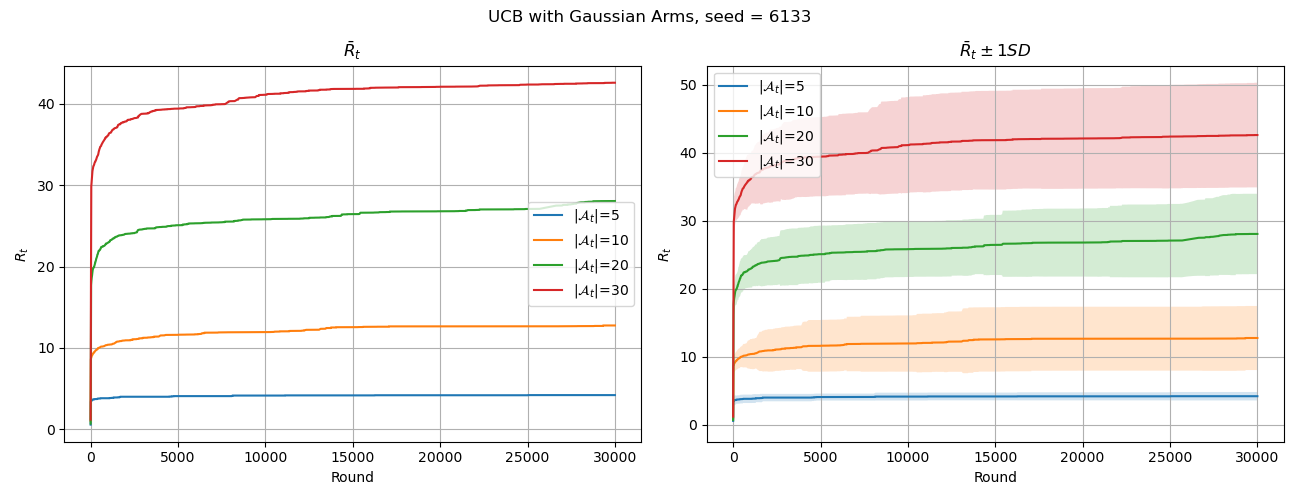 UCB with Gaussian Arms, seed = 6133
R̄ₜ
Rₜ
40
30
20
10
0
|𝒜ₜ|=5
|𝒜ₜ|=10
|𝒜ₜ|=20
|𝒜ₜ|=30
0 5000 10000 15000 20000 25000 30000
Round
R̄ₜ ± 1SD
Rₜ
50
40
30
20
10
0
|𝒜ₜ|=5
|𝒜ₜ|=10
|𝒜ₜ|=20
|𝒜ₜ|=30
0 5000 10000 15000 20000 25000 30000
Round